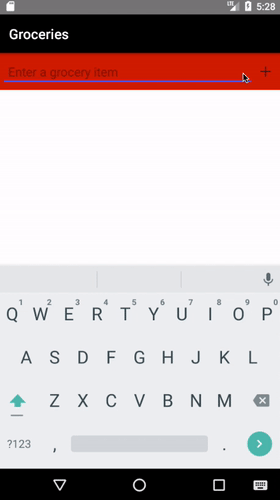 LTE 5:28
Groceries
Enter a grocery item +
1 2 3 4 5 6 7 8 9 0
Q W E R T Y U I O P
A S D F G H J K L
Z X C V B N M
?123 , .